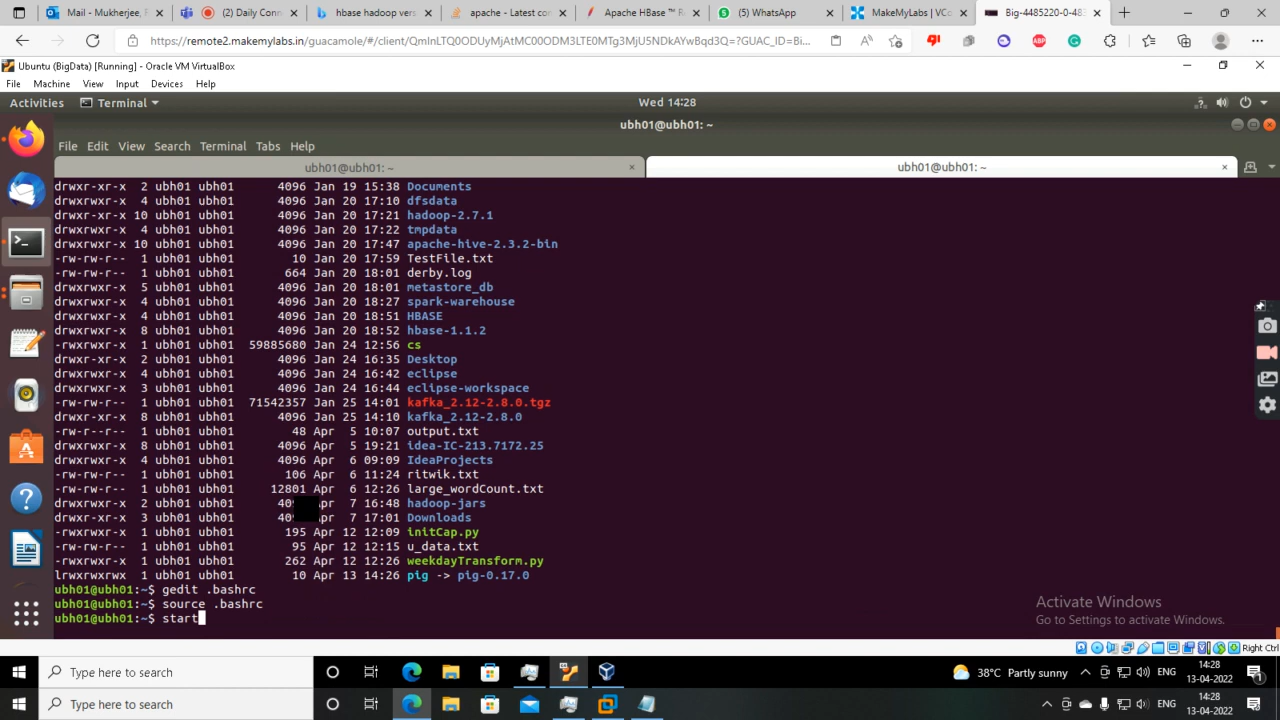 Mail - Mukherjee, F
(2) Daily Conn
hbase hadoop vers
apache - Latest con
Apache HBase ™ R
(5) WhatsApp
MakeMyLabs | VCo
Big-4485220-0-483
https://remote2.makemylabs.in/guacamole/#/client/
Ubuntu (BigData) [Running] - Oracle VM VirtualBox
File Machine View Input Devices Help
Activities Terminal Wed 14:28
ubh01@ubh01: ~
File Edit View Search Terminal Tabs Help
ubh01@ubh01: ~ × ubh01@ubh01: ~ ×
drwxr-xr-x 2 ubh01 ubh01 4096 Jan 19 15:38 Documents
drwxrwxr-x 4 ubh01 ubh01 4096 Jan 20 17:10 dfsdata
drwxr-xr-x 10 ubh01 ubh01 4096 Jan 20 17:21 hadoop-2.7.1
drwxrwxr-x 4 ubh01 ubh01 4096 Jan 20 17:22 tmpdata
drwxrwxr-x 10 ubh01 ubh01 4096 Jan 20 17:47 apache-hive-2.3.2-bin
-rw-rw-r-- 1 ubh01 ubh01 10 Jan 20 17:59 TestFile.txt
-rw-rw-r-- 1 ubh01 ubh01 664 Jan 20 18:01 derby.log
drwxrwxr-x 5 ubh01 ubh01 4096 Jan 20 18:01 metastore_db
drwxrwxr-x 4 ubh01 ubh01 4096 Jan 20 18:27 spark-warehouse
drwxrwxr-x 4 ubh01 ubh01 4096 Jan 20 18:51 HBASE
drwxrwxr-x 8 ubh01 ubh01 4096 Jan 20 18:52 hbase-1.1.2
-rwxrwxr-x 1 ubh01 ubh01 59885680 Jan 24 12:56 cs
drwxr-xr-x 2 ubh01 ubh01 4096 Jan 24 16:35 Desktop
drwxrwxr-x 4 ubh01 ubh01 4096 Jan 24 16:42 eclipse
drwxrwxr-x 3 ubh01 ubh01 4096 Jan 24 16:44 eclipse-workspace
-rw-rw-r-- 1 ubh01 ubh01 71542357 Jan 25 14:01 kafka_2.12-2.8.0.tgz
drwxr-xr-x 8 ubh01 ubh01 4096 Jan 25 14:10 kafka_2.12-2.8.0
-rw-r--r-- 1 ubh01 ubh01 48 Apr 5 10:07 output.txt
drwxrwxr-x 8 ubh01 ubh01 4096 Apr 5 19:21 idea-IC-213.7172.25
drwxrwxr-x 4 ubh01 ubh01 4096 Apr 6 09:09 IdeaProjects
-rw-rw-r-- 1 ubh01 ubh01 106 Apr 6 11:24 ritwik.txt
-rw-rw-r-- 1 ubh01 ubh01 12801 Apr 6 12:26 large_wordCount.txt
drwxrwxr-x 2 ubh01 ubh01 7 16:48 hadoop-jars
drwxr-xr-x 3 ubh01 ubh01 7 17:01 Downloads
-rwxrwxr-x 1 ubh01 ubh01 195 Apr 12 12:09 initCap.py
-rw-rw-r-- 1 ubh01 ubh01 95 Apr 12 12:15 u_data.txt
-rwxrwxr-x 1 ubh01 ubh01 262 Apr 12 12:26 weekdayTransform.py
lrwxrwxrwx 1 ubh01 ubh01 10 Apr 13 14:26 pig -> pig-0.17.0
ubh01@ubh01:~$ gedit .bashrc
ubh01@ubh01:~$ source .bashrc
ubh01@ubh01:~$ start
Activate Windows
Go to Settings to activate Windows.
Right Ctrl
Type here to search 38°C Partly sunny ENG 14:28
13-04-2022
Type here to search ENG 14:28
13-04-2022